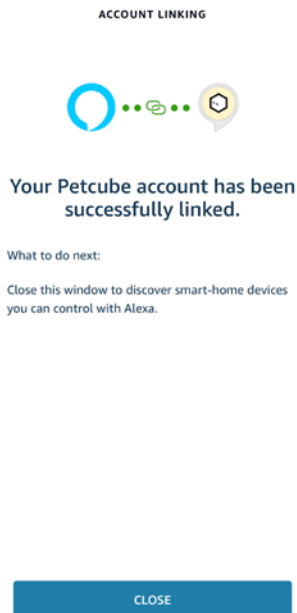 ACCOUNT LINKING
Your Petcube account has been
successfully linked.
What to do next:
Close this window to discover smart-home devices
you can control with Alexa.
CLOSE